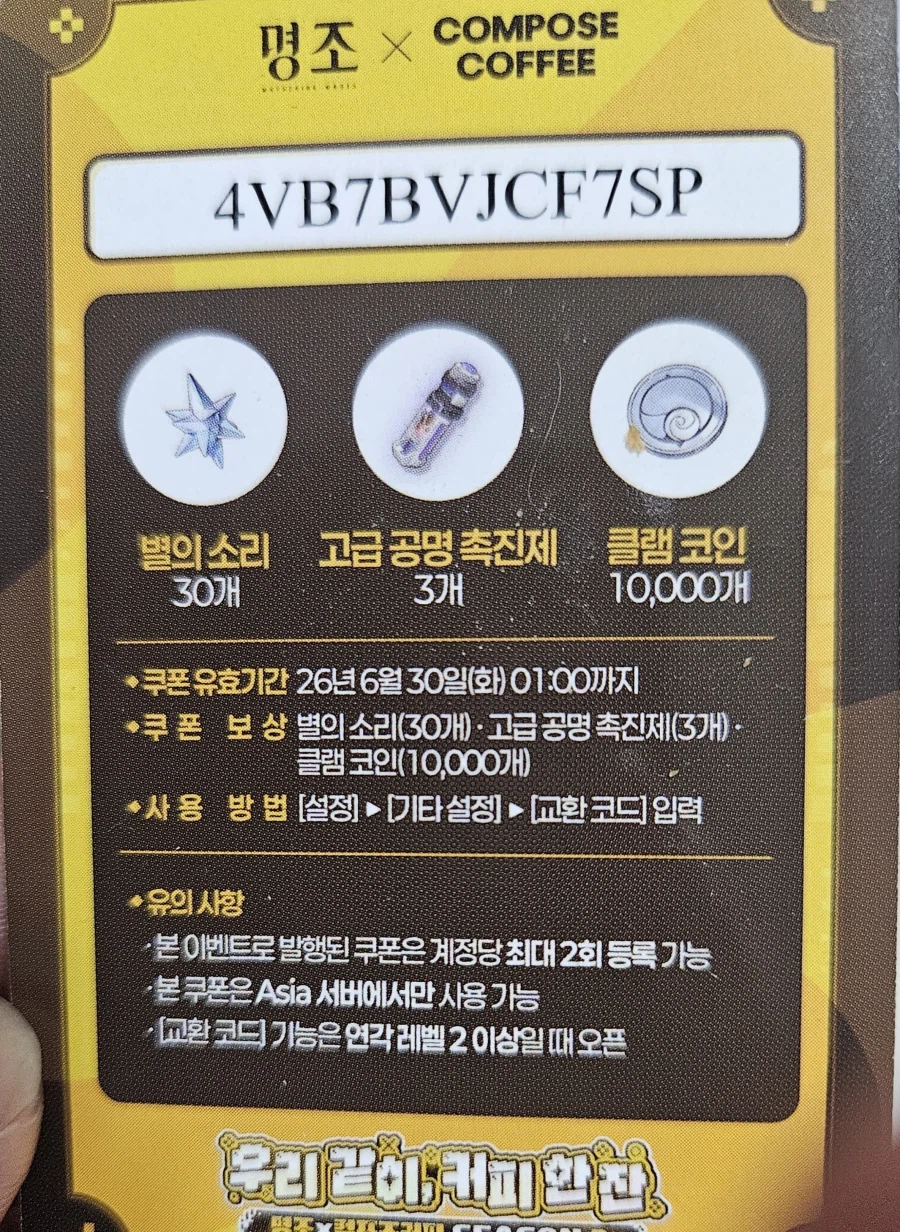 명조 × COMPOSE COFFEE
WUTHERING WAVES
4VB7BVJCF7SP
별의 소리 고급 공명 촉진제 클램 코인
30개 3개 10,000개
쿠폰 유효기간 26년 6월 30일(화) 01:00까지
쿠폰 보상 별의 소리(30개) · 고급 공명 촉진제(3개) ·
클램 코인(10,000개)
사용 방법 [설정] ▶ [기타 설정] ▶ [교환 코드] 입력
유의 사항
· 본 이벤트로 발행된 쿠폰은 계정당 최대 2회 등록 가능
· 본 쿠폰은 Asia 서버에서만 사용 가능
· [교환 코드] 기능은 연각 레벨 2 이상일 때 오픈
우리 같이, 커피 한 잔